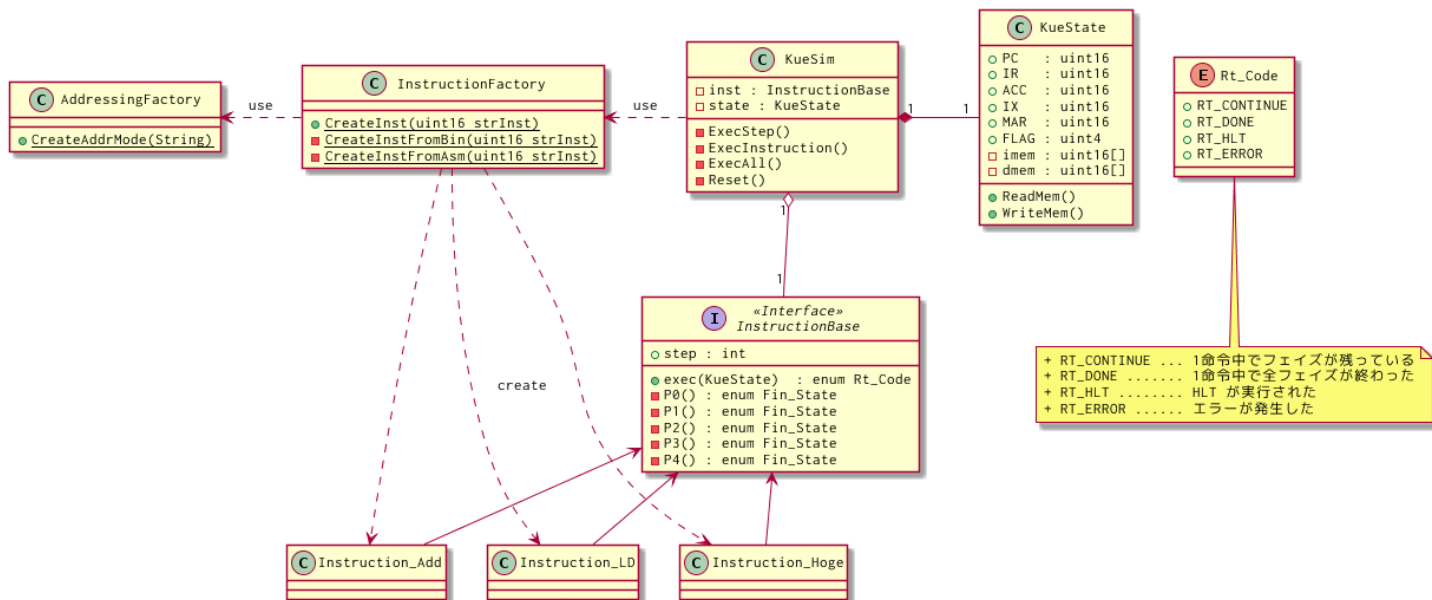 C AddressingFactory
CreateAddrMode(String)
use
C InstructionFactory
CreateInst(uint16 strInst)
CreateInstFromBin(uint16 strInst)
CreateInstFromAsm(uint16 strInst)
use
C KueSim
inst : InstructionBase
state : KueState
ExecStep()
ExecInstruction()
ExecAll()
Reset()
1
1
C KueState
PC : uint16
IR : uint16
ACC : uint16
IX : uint16
MAR : uint16
FLAG : uint4
imem : uint16[]
dmem : uint16[]
ReadMem()
WriteMem()
E Rt_Code
RT_CONTINUE
RT_DONE
RT_HLT
RT_ERROR
1
1
«Interface»
I InstructionBase
step : int
exec(KueState)  : enum Rt_Code
P0() : enum Fin_State
P1() : enum Fin_State
P2() : enum Fin_State
P3() : enum Fin_State
P4() : enum Fin_State
+ RT_CONTINUE ... 1命令中でフェイズが残っている
+ RT_DONE ....... 1命令中で全フェイズが終わった
+ RT_HLT ........ HLT が実行された
+ RT_ERROR ...... エラーが発生した
create
C Instruction_Add
C Instruction_LD
C Instruction_Hoge